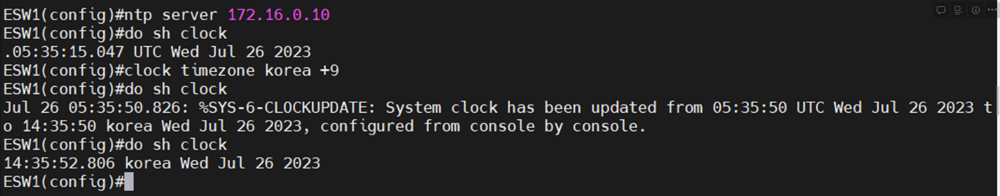 ESW1(config)#ntp server 172.16.0.10
ESW1(config)#do sh clock
.05:35:15.047 UTC Wed Jul 26 2023
ESW1(config)#clock timezone korea +9
ESW1(config)#do sh clock
Jul 26 05:35:50.826: %SYS-6-CLOCKUPDATE: System clock has been updated from 05:35:50 UTC Wed Jul 26 2023 t
o 14:35:50 korea Wed Jul 26 2023, configured from console by console.
ESW1(config)#do sh clock
14:35:52.806 korea Wed Jul 26 2023
ESW1(config)#